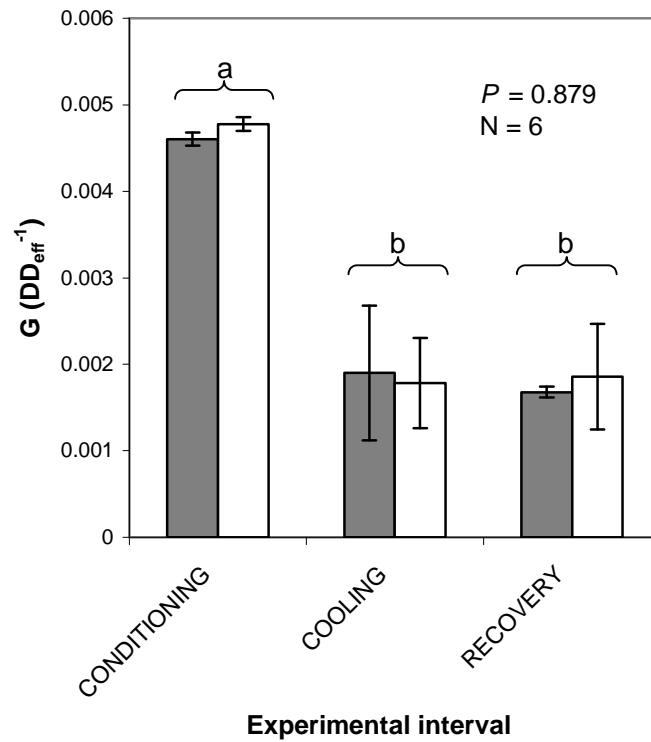 0.006
0.005
0.004
0.003
0.002
0.001
0
G (DDeff-1)
a
b
b
P = 0.879
N = 6
CONDITIONING
COOLING
RECOVERY
Experimental interval